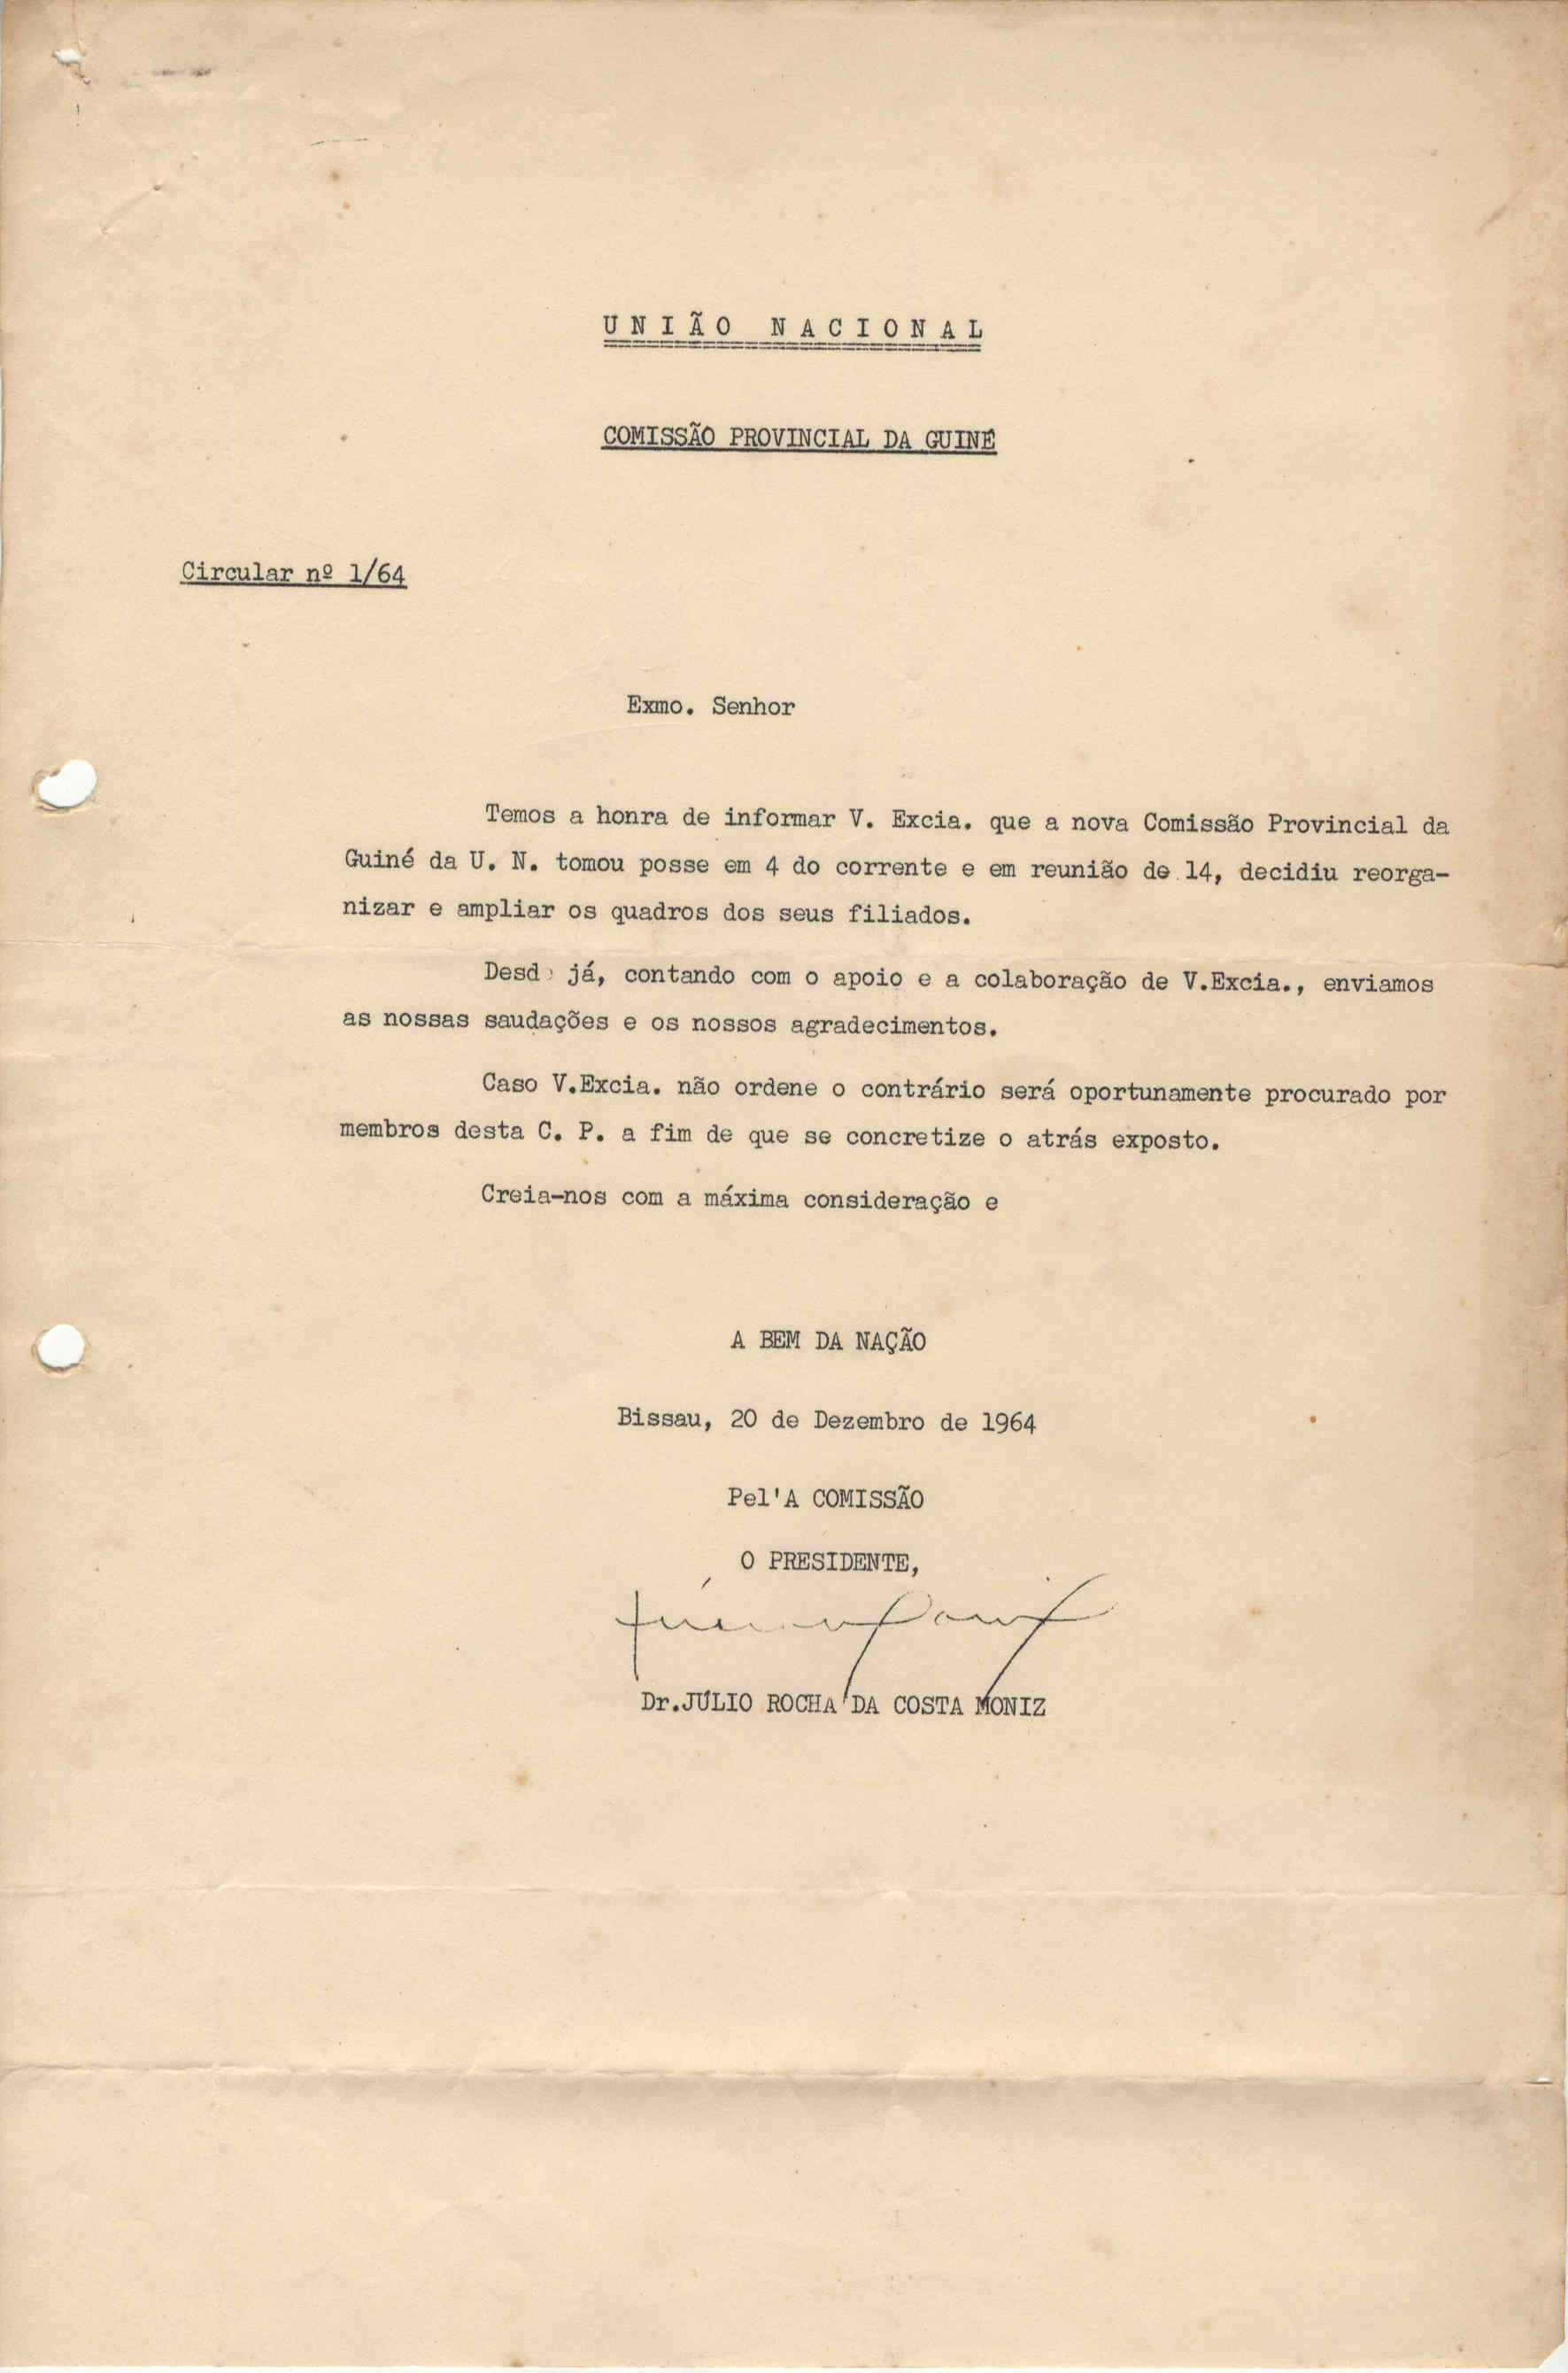 UNIÃO NACIONAL
COMISSÃO PROVINCIAL DA GUINÉ
Circular nº 1/64
Exmo. Senhor
Temos a honra de informar V. Excia. que a nova Comissão Provincial da
Guiné da U. N. tomou posse em 4 do corrente e em reunião de 14, decidiu reorga-
nizar e ampliar os quadros dos seus filiados.
Desde já, contando com o apoio e a colaboração de V.Excia., enviamos
as nossas saudações e os nossos agradecimentos.
Caso V.Excia. não ordene o contrário será oportunamente procurado por
membros desta C. P. a fim de que se concretize o atrás exposto.
Creia-nos com a máxima consideração e
A BEM DA NAÇÃO
Bissau, 20 de Dezembro de 1964
Pel'A COMISSÃO
O PRESIDENTE,
Dr.JÚLIO ROCHA DA COSTA MONIZ